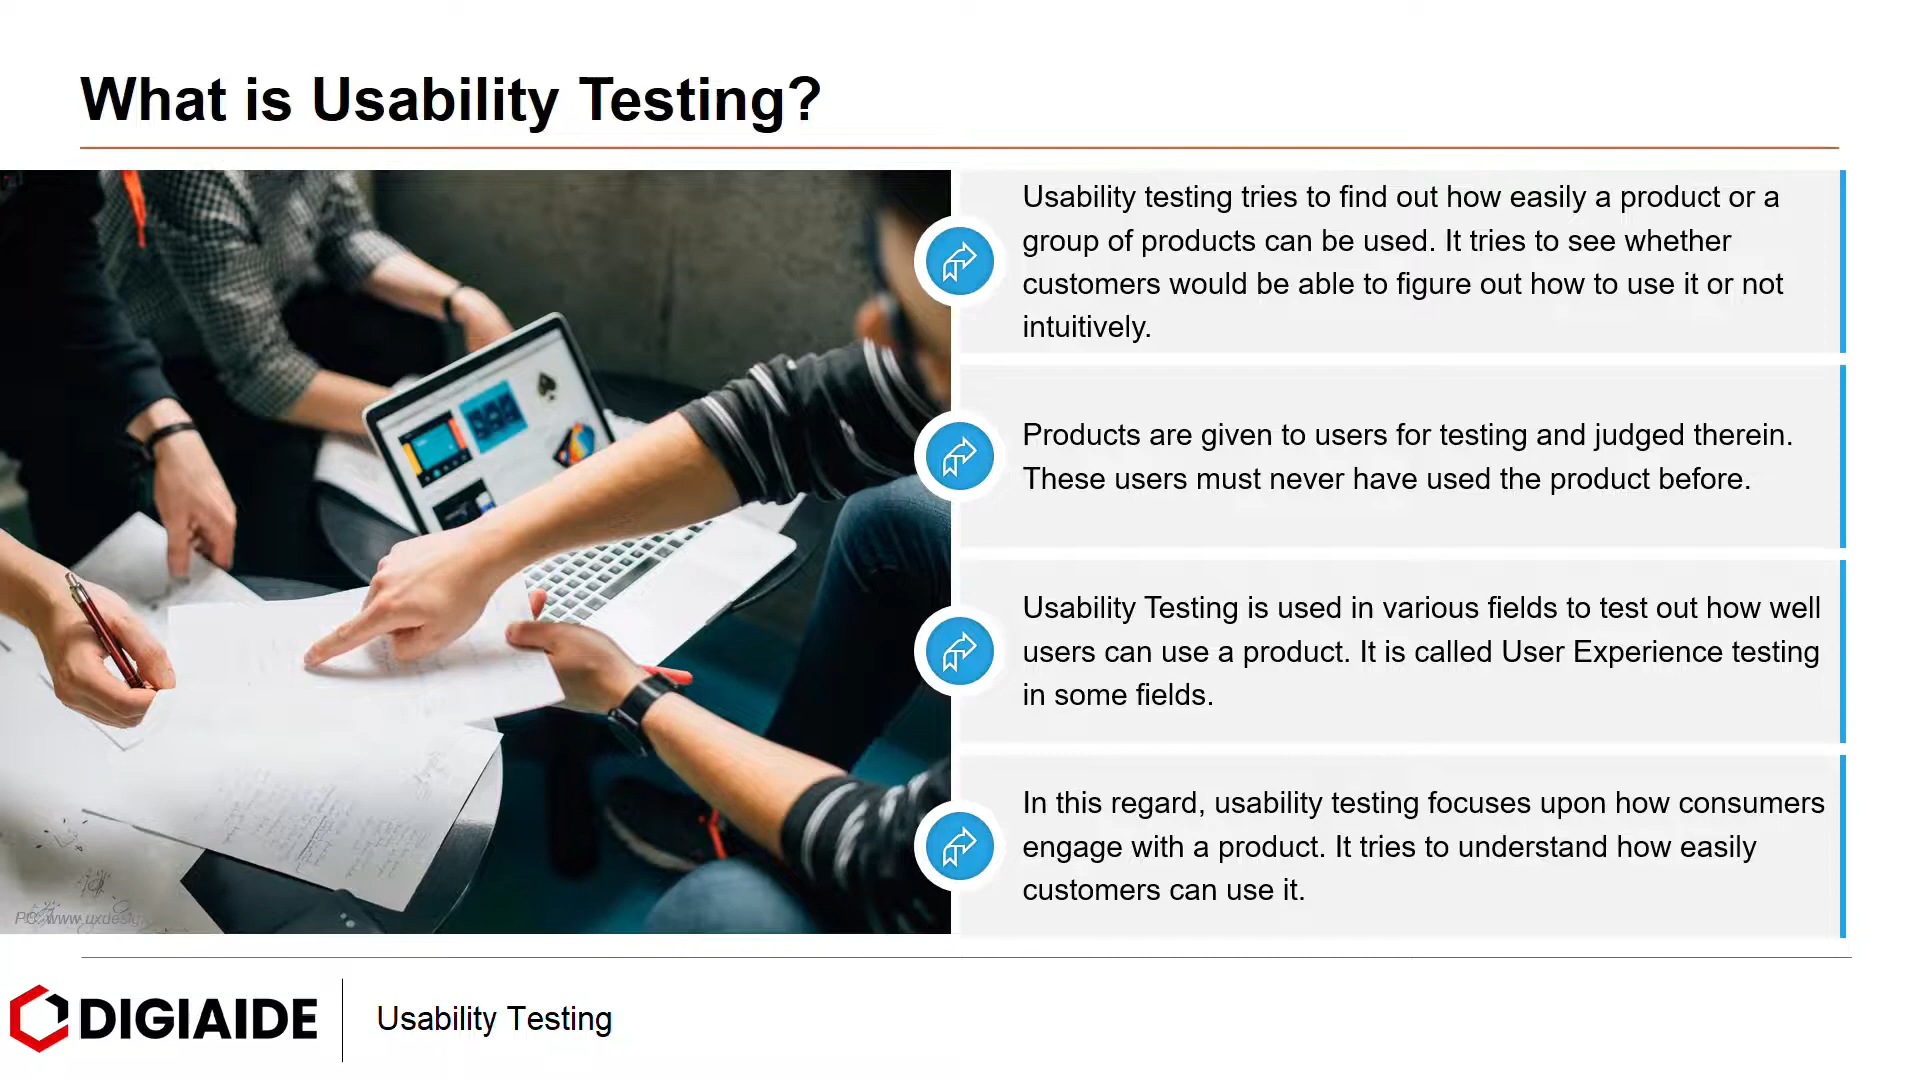 What is Usability Testing?
Usability testing tries to find out how easily a product or a
group of products can be used. It tries to see whether
customers would be able to figure out how to use it or not
intuitively.
Products are given to users for testing and judged therein.
These users must never have used the product before.
Usability Testing is used in various fields to test out how well
users can use a product. It is called User Experience testing
in some fields.
In this regard, usability testing focuses upon how consumers
engage with a product. It tries to understand how easily
customers can use it.
DIGIAIDE
Usability Testing